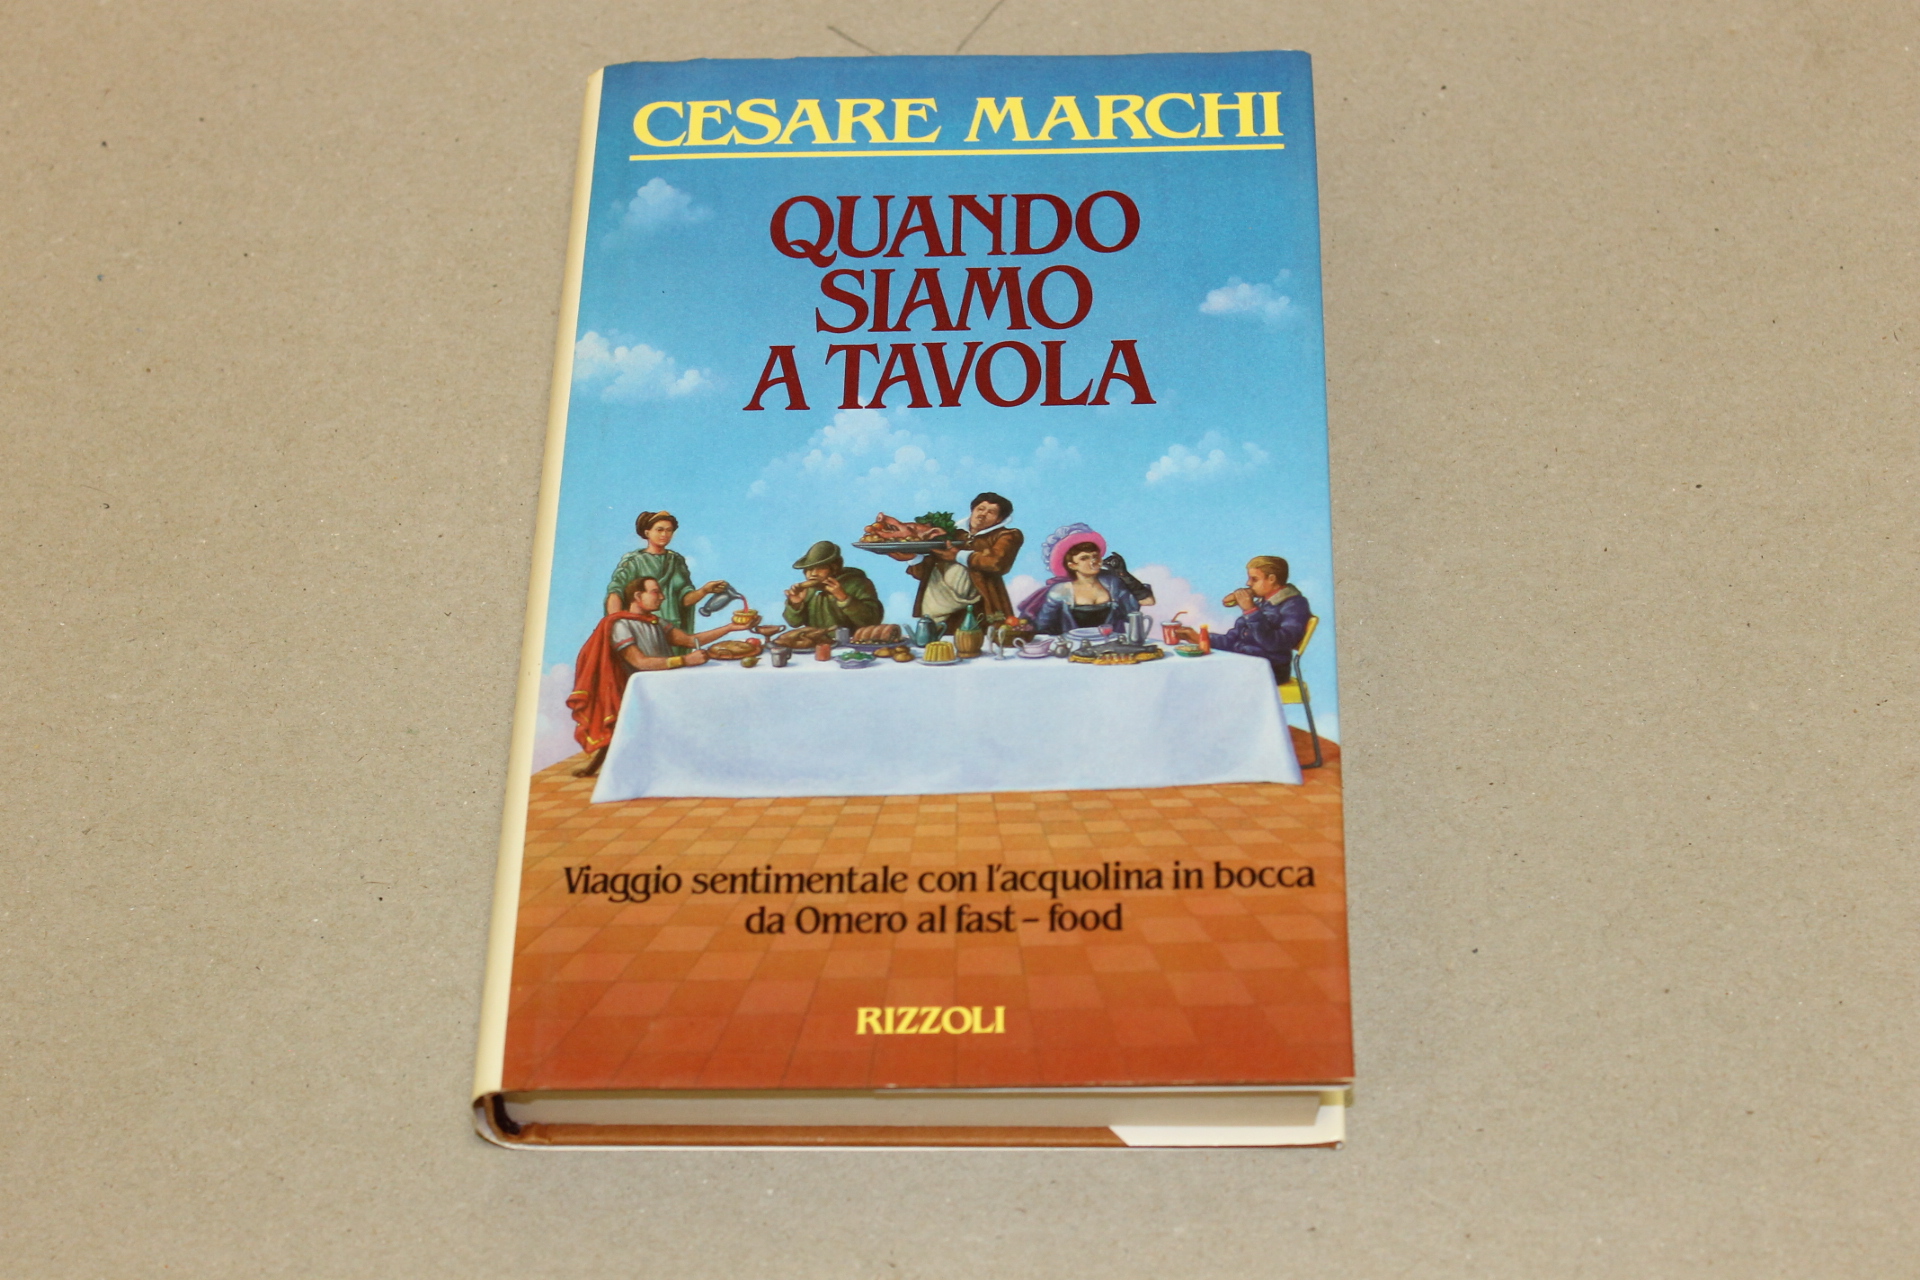 CESARE MARCHI
QUANDO
SIAMO
A TAVOLA
Viaggio sentimentale con l'acquolina in bocca
da Omero al fast – food
RIZZOLI